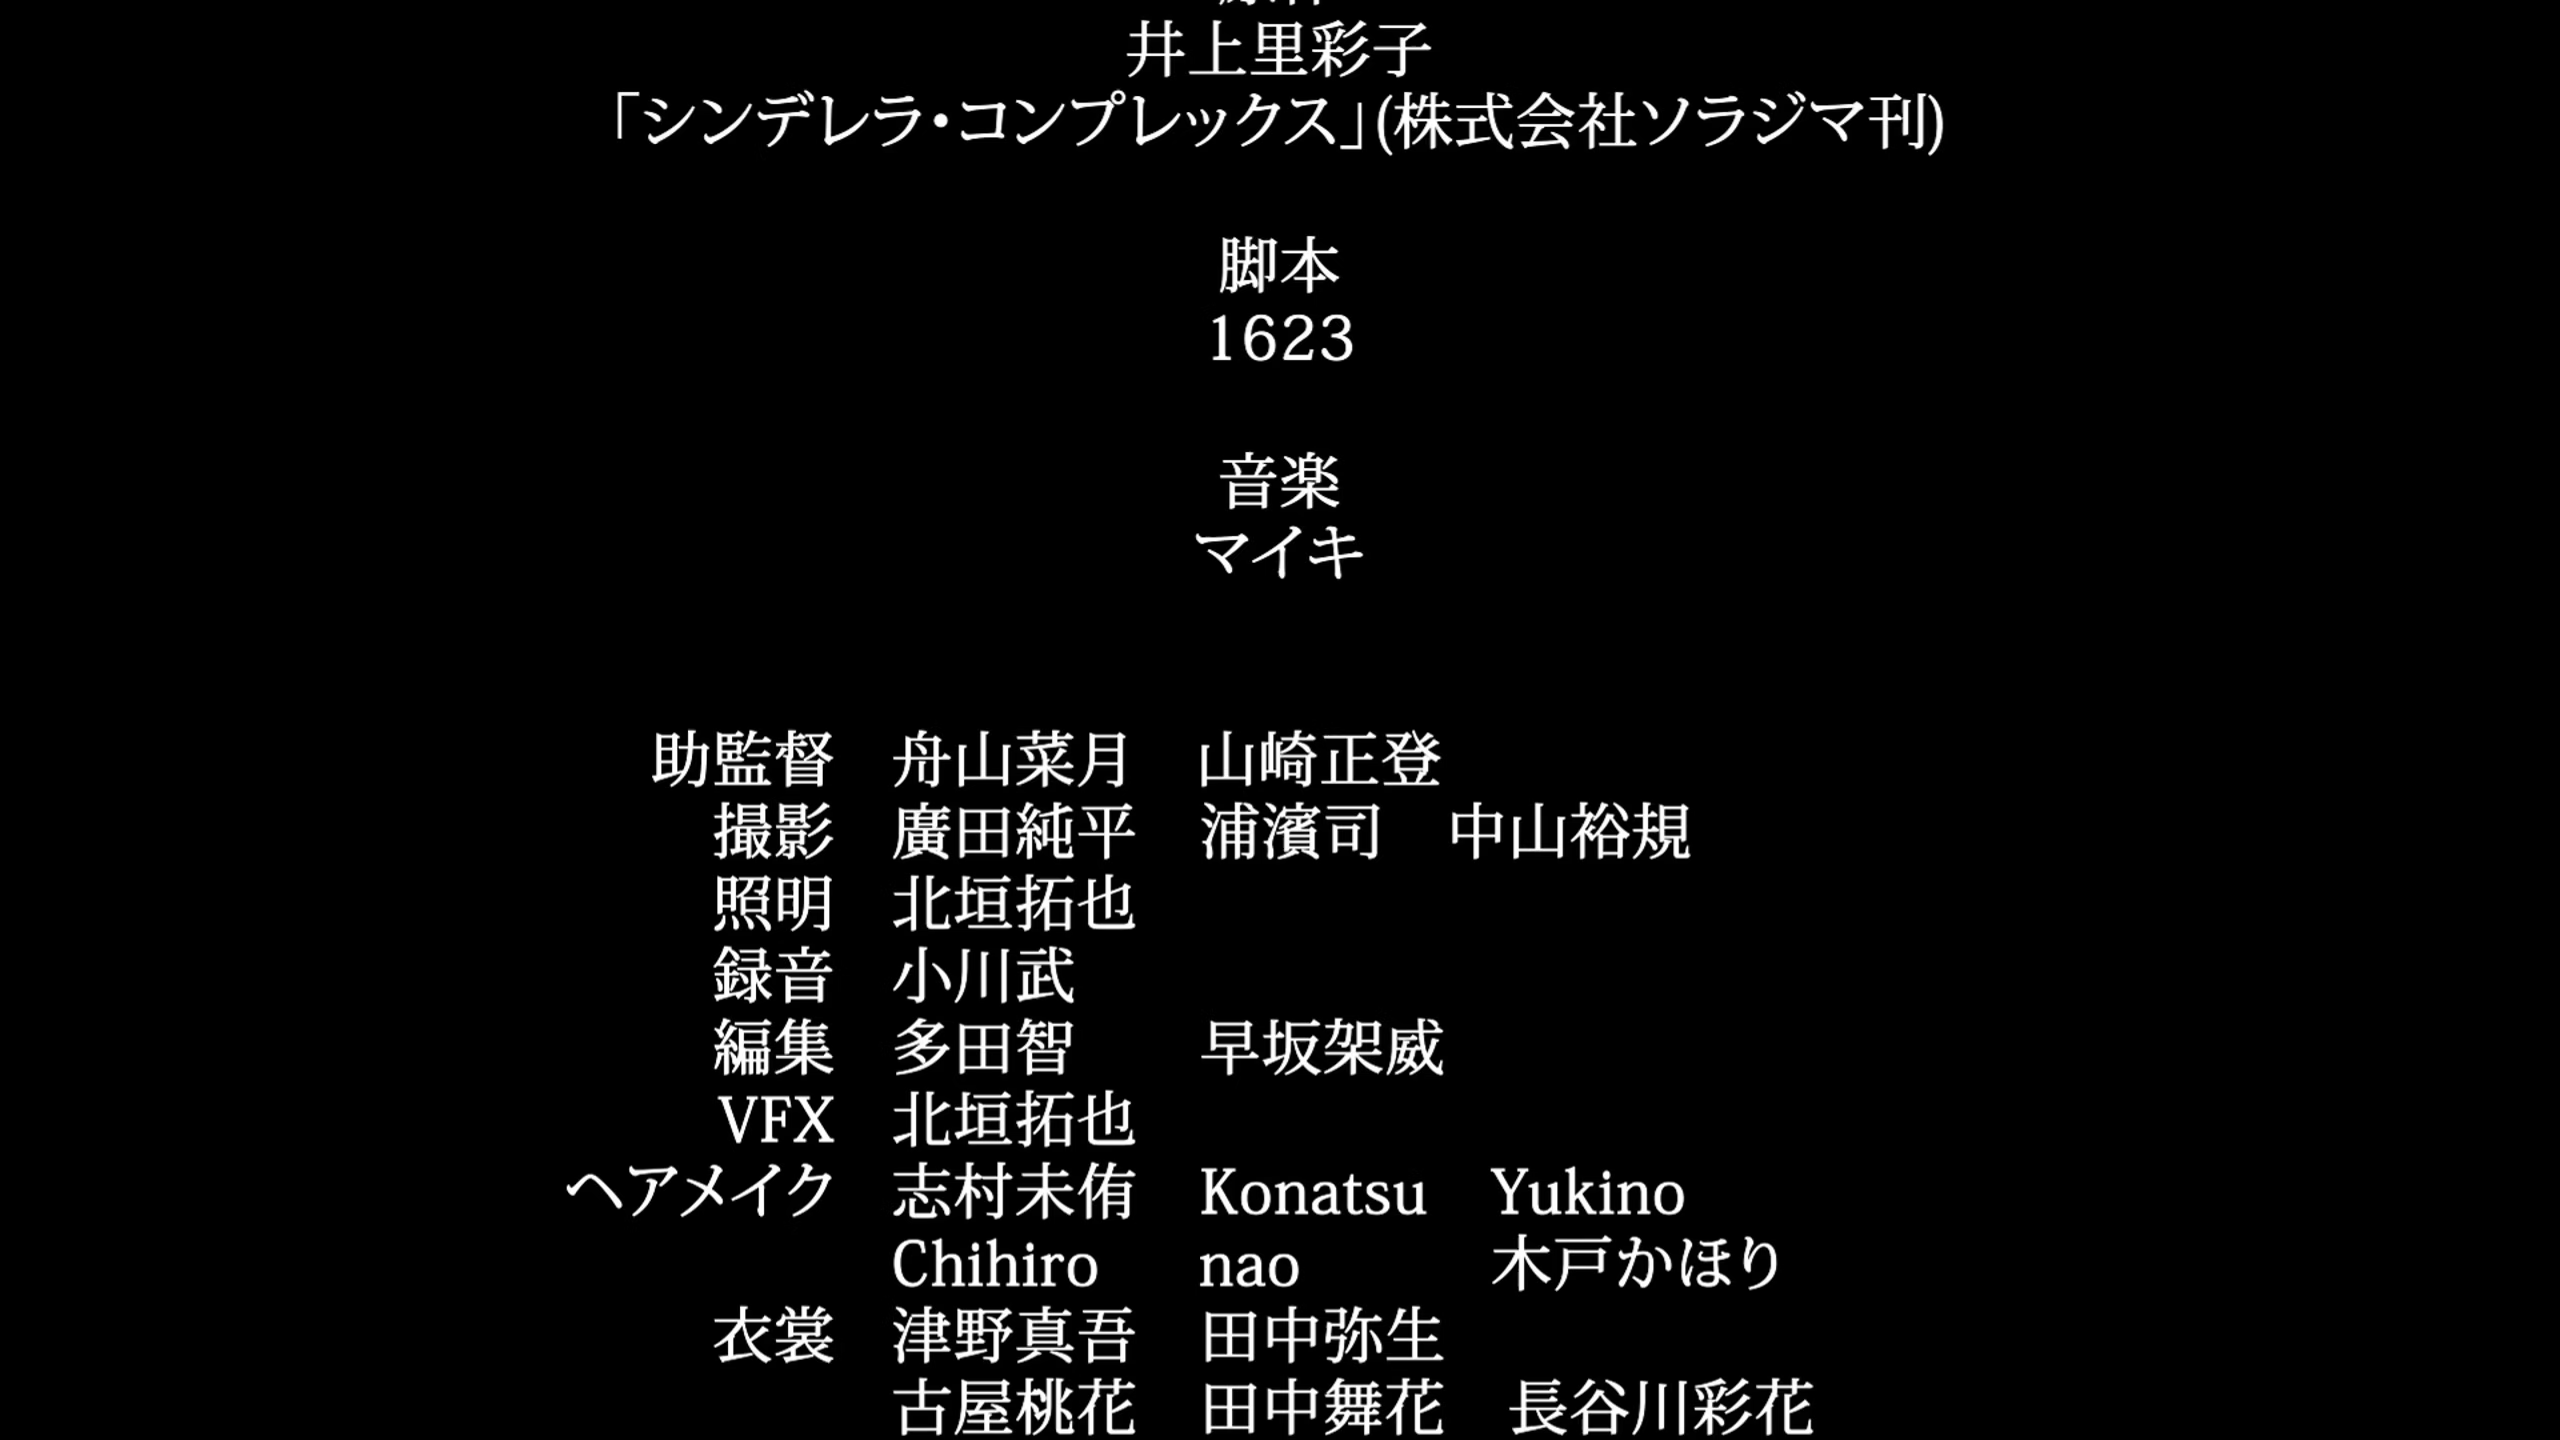 井上里彩子
「シンデレラ・コンプレックス」(株式会社ソラジマ刊)
脚本
1623
音楽
マイキ
助監督 舟山菜月 山崎正登
撮影 廣田純平 浦濱司 中山裕規
照明 北垣拓也
録音 小川武
編集 多田智 早坂架威
VFX 北垣拓也
ヘアメイク 志村未侑 Konatsu Yukino
Chihiro nao 木戸かほり
衣裳 津野真吾 田中弥生
古屋桃花 田中舞花 長谷川彩花